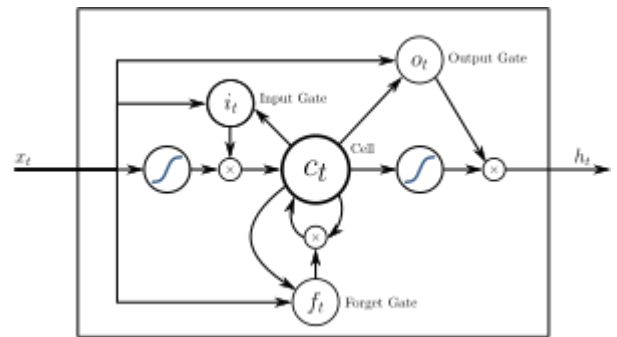 o_t Output Gate
i_t Input Gate
x_t
×
c_t
Cell
×
h_t
×
f_t Forget Gate